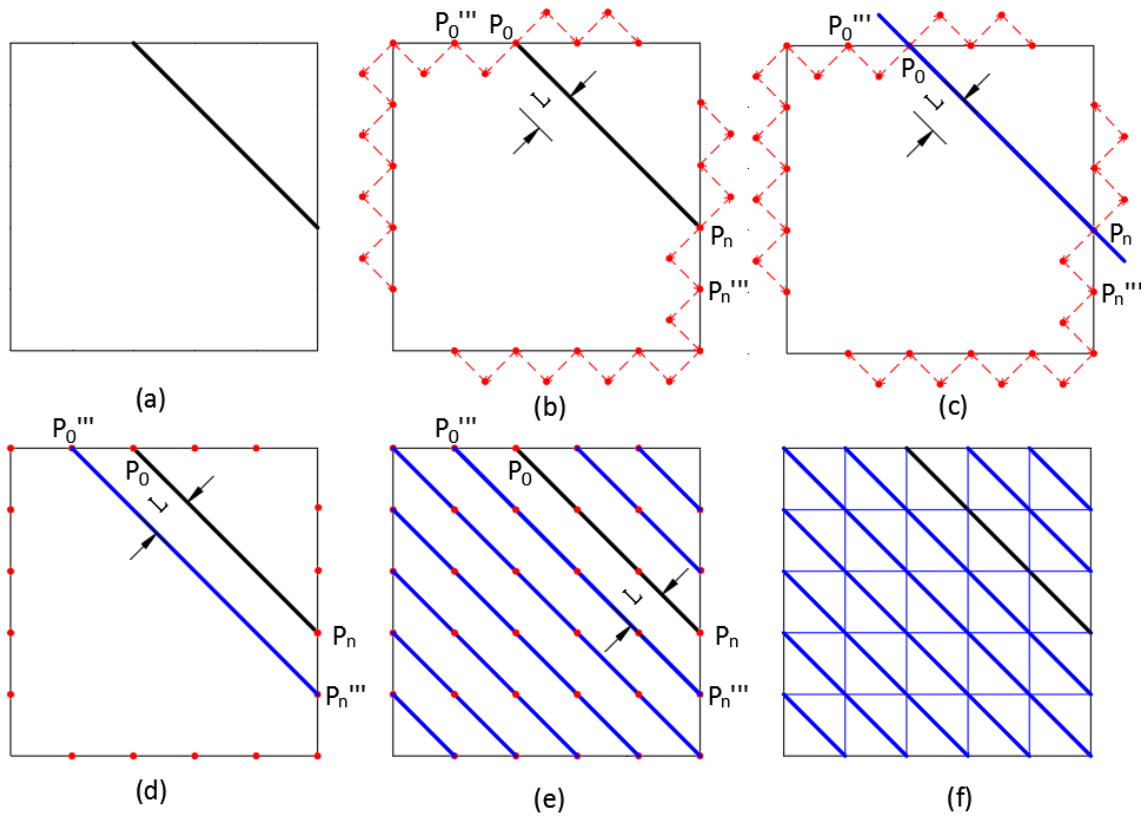 P₀''' P₀
L
Pₙ
Pₙ'''
(a)
(b)
P₀'''
P₀
L
Pₙ
Pₙ'''
(c)
P₀'''
P₀
L
Pₙ
Pₙ'''
(d)
P₀'''
P₀
L
Pₙ
Pₙ'''
(e)
(f)